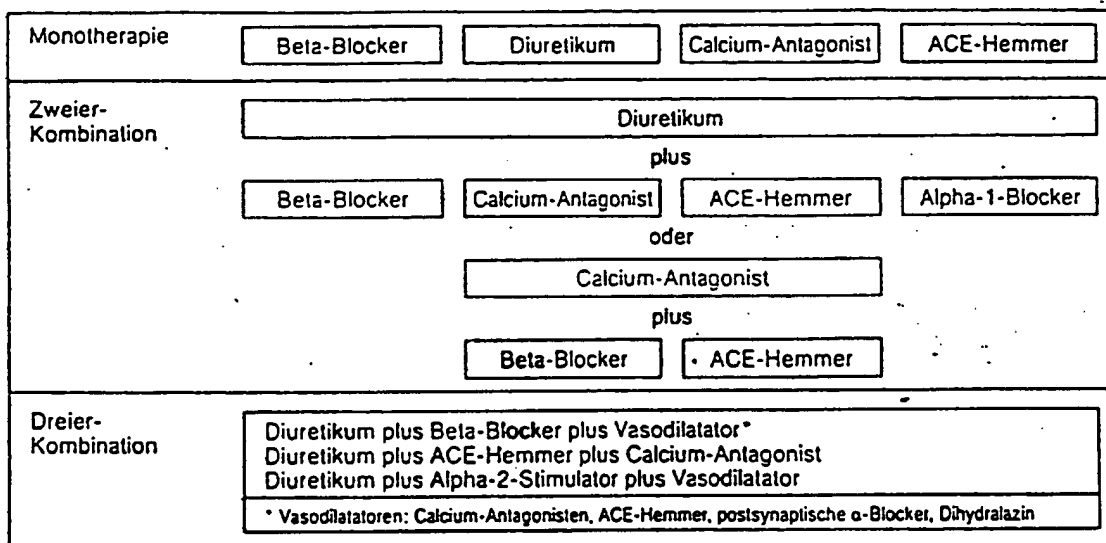 Monotherapie Beta-Blocker Diuretikum Calcium-Antagonist ACE-Hemmer
Zweier-
Kombination
Diuretikum
plus
Beta-Blocker Calcium-Antagonist ACE-Hemmer Alpha-1-Blocker
oder
Calcium-Antagonist
plus
Beta-Blocker ACE-Hemmer
Dreier-
Kombination
Diuretikum plus Beta-Blocker plus Vasodilatator*
Diuretikum plus ACE-Hemmer plus Calcium-Antagonist
Diuretikum plus Alpha-2-Stimulator plus Vasodilatator
* Vasodilatatoren: Calcium-Antagonisten, ACE-Hemmer, postsynaptische α-Blocker, Dihydralazin